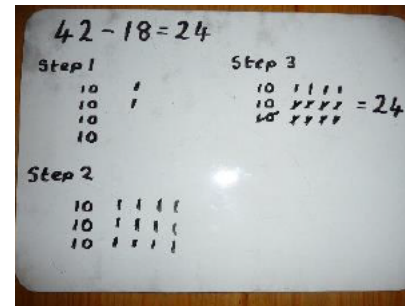 42 - 18 = 24
Step 1
10 ı
10 ı
10
10
Step 2
10 ı ı ı ı
10 ı ı ı ı
10 ı ı ı ı
Step 3
10 ı ı ı ı
10 ı ı ı ı = 24
10 ı ı ı ı